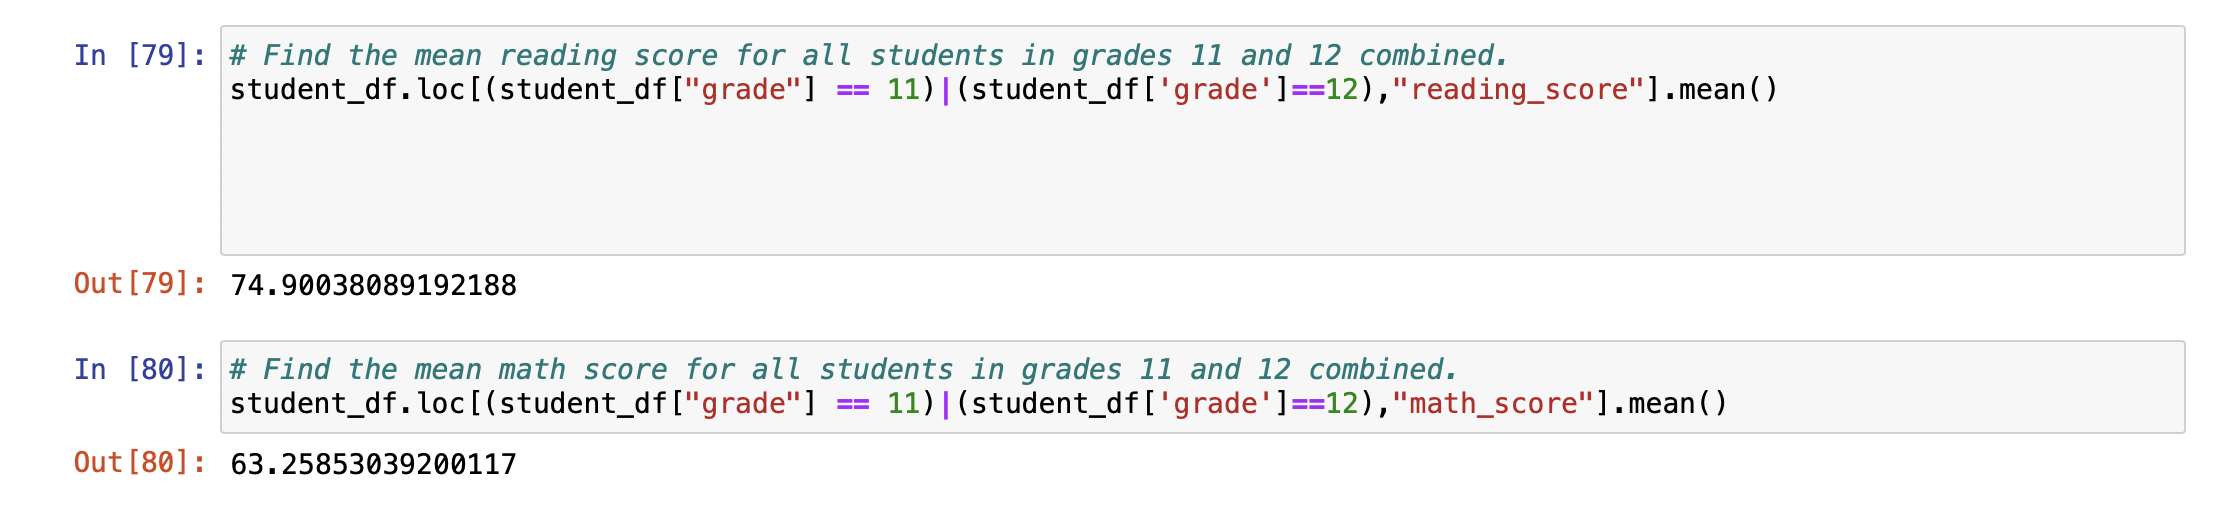 In [79]: # Find the mean reading score for all students in grades 11 and 12 combined.
student_df.loc[(student_df["grade"] == 11)|(student_df['grade']==12),"reading_score"].mean()
Out[79]: 74.90038089192188
In [80]: # Find the mean math score for all students in grades 11 and 12 combined.
student_df.loc[(student_df["grade"] == 11)|(student_df['grade']==12),"math_score"].mean()
Out[80]: 63.25853039200117